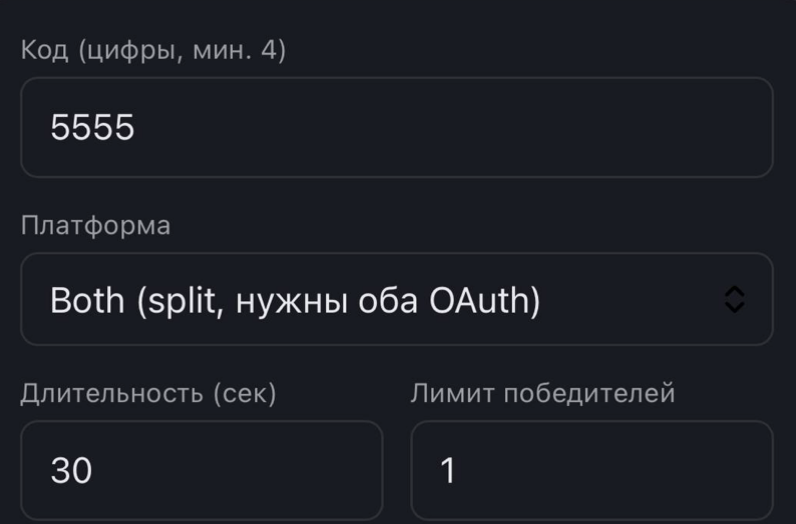 Код (цифры, мин. 4)
5555
Платформа
Both (split, нужны оба OAuth)
Длительность (сек)
Лимит победителей
30
1